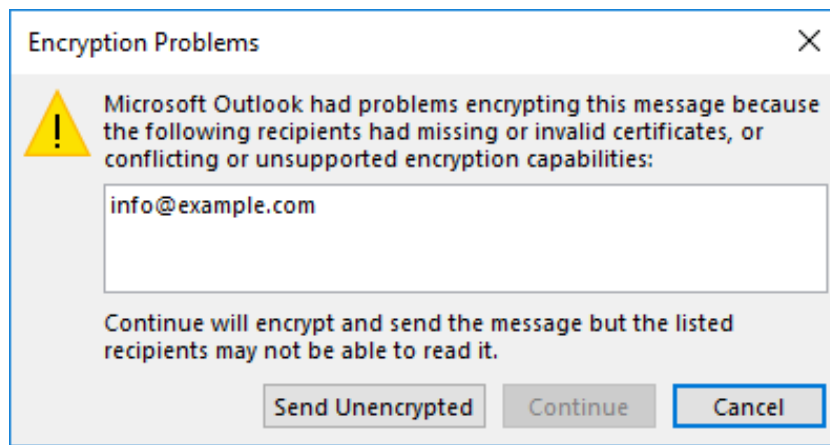 Encryption Problems
Microsoft Outlook had problems encrypting this message because
the following recipients had missing or invalid certificates, or
conflicting or unsupported encryption capabilities:
info@example.com
Continue will encrypt and send the message but the listed
recipients may not be able to read it.
Send Unencrypted Continue Cancel